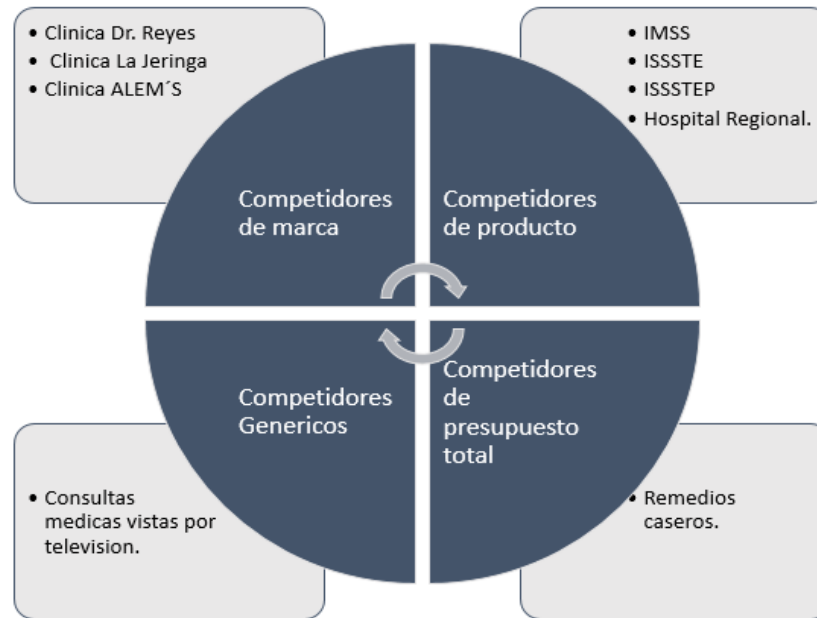 • Clinica Dr. Reyes
• Clinica La Jeringa
• Clinica ALEM´S
• IMSS
• ISSSTE
• ISSSTEP
• Hospital Regional.
Competidores
de marca
Competidores
de producto
Competidores
Genericos
Competidores
de
presupuesto
total
• Consultas
medicas vistas por
television.
• Remedios
caseros.